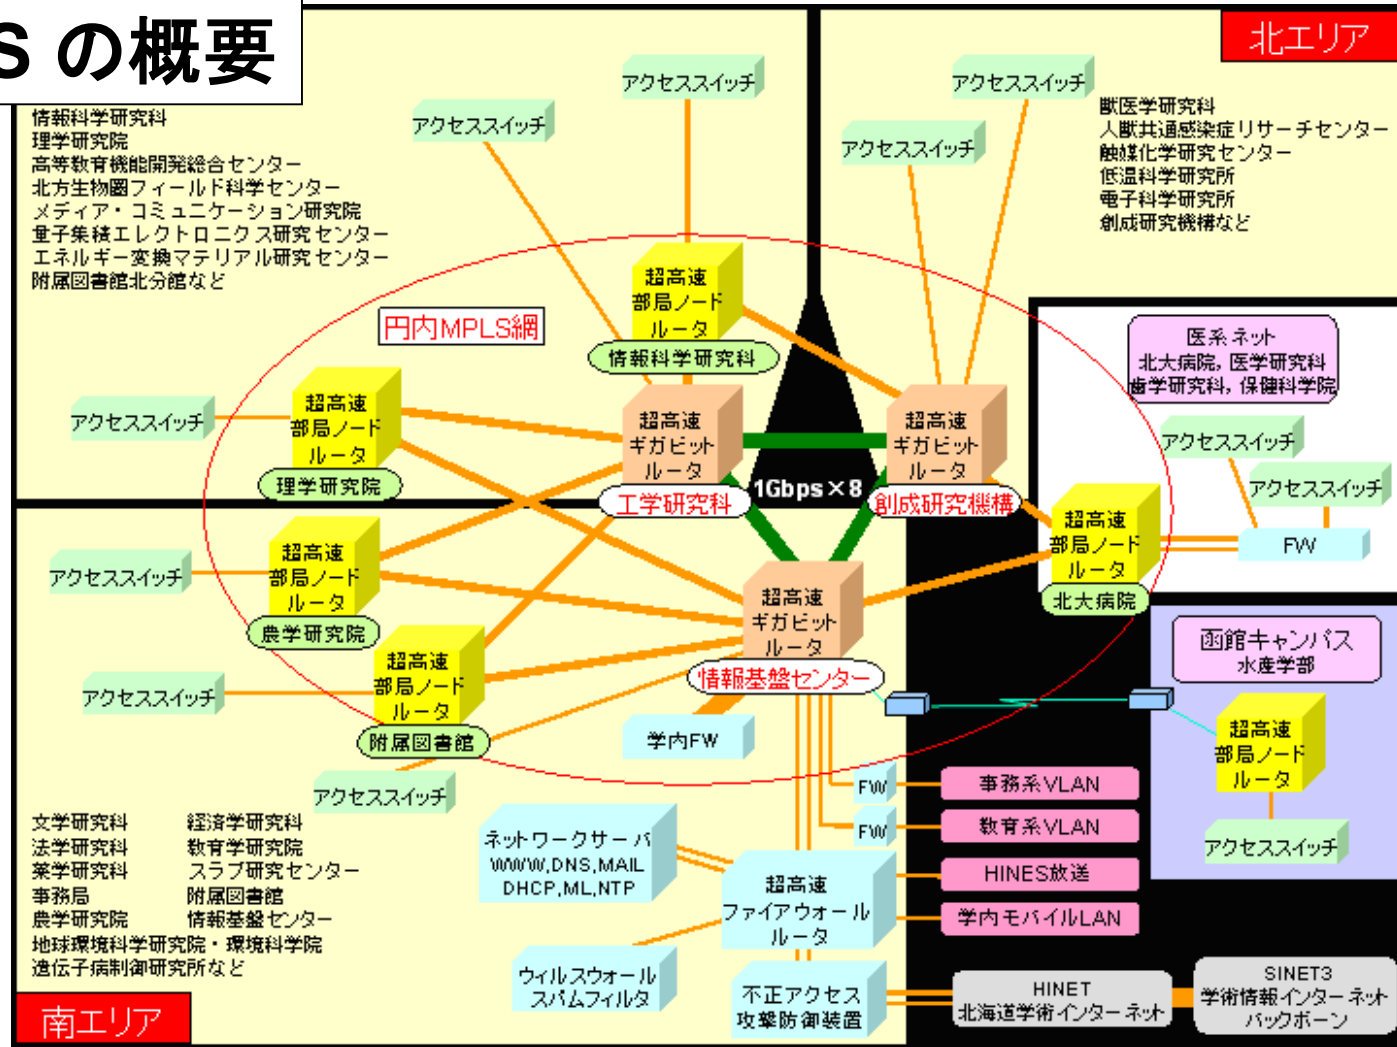 S の概要
北エリア
情報科学研究科
理学研究院
高等教育機能開発総合センター
北方生物圏フィールド科学センター
メディア・コミュニケーション研究院
量子集積エレクトロニクス研究センター
エネルギー変換マテリアル研究センター
附属図書館北分館など
アクセススイッチ
アクセススイッチ
アクセススイッチ
アクセススイッチ
獣医学研究科
人獣共通感染症リサーチセンター
触媒化学研究センター
低温科学研究所
電子科学研究所
創成研究機構など
円内MPLS網
超高速
部局ノード
ルータ
情報科学研究科
医系ネット
北大病院, 医学研究科
歯学研究科, 保健科学院
アクセススイッチ
超高速
部局ノード
ルータ
理学研究院
超高速
ギガビット
ルータ
工学研究科
1Gbps×8
超高速
ギガビット
ルータ
創成研究機構
アクセススイッチ
アクセススイッチ
FW
超高速
部局ノード
ルータ
北大病院
アクセススイッチ
超高速
部局ノード
ルータ
農学研究院
超高速
ギガビット
ルータ
情報基盤センター
アクセススイッチ
超高速
部局ノード
ルータ
附属図書館
学内FW
アクセススイッチ
函館キャンパス
水産学部
超高速
部局ノード
ルータ
アクセススイッチ
FW
事務系VLAN
FW
教育系VLAN
HINES放送
学内モバイルLAN
ネットワークサーバ
WWW,DNS,MAIL
DHCP,ML,NTP
超高速
ファイアウォール
ルータ
ウィルスウォール
スパムフィルタ
不正アクセス
攻撃防御装置
HINET
北海道学術インターネット
SINET3
学術情報インターネット
バックボーン
文学研究科 経済学研究科
法学研究科 教育学研究院
薬学研究科 スラブ研究センター
事務局 附属図書館
農学研究院 情報基盤センター
地球環境科学研究院・環境科学院
遺伝子病制御研究所など
南エリア